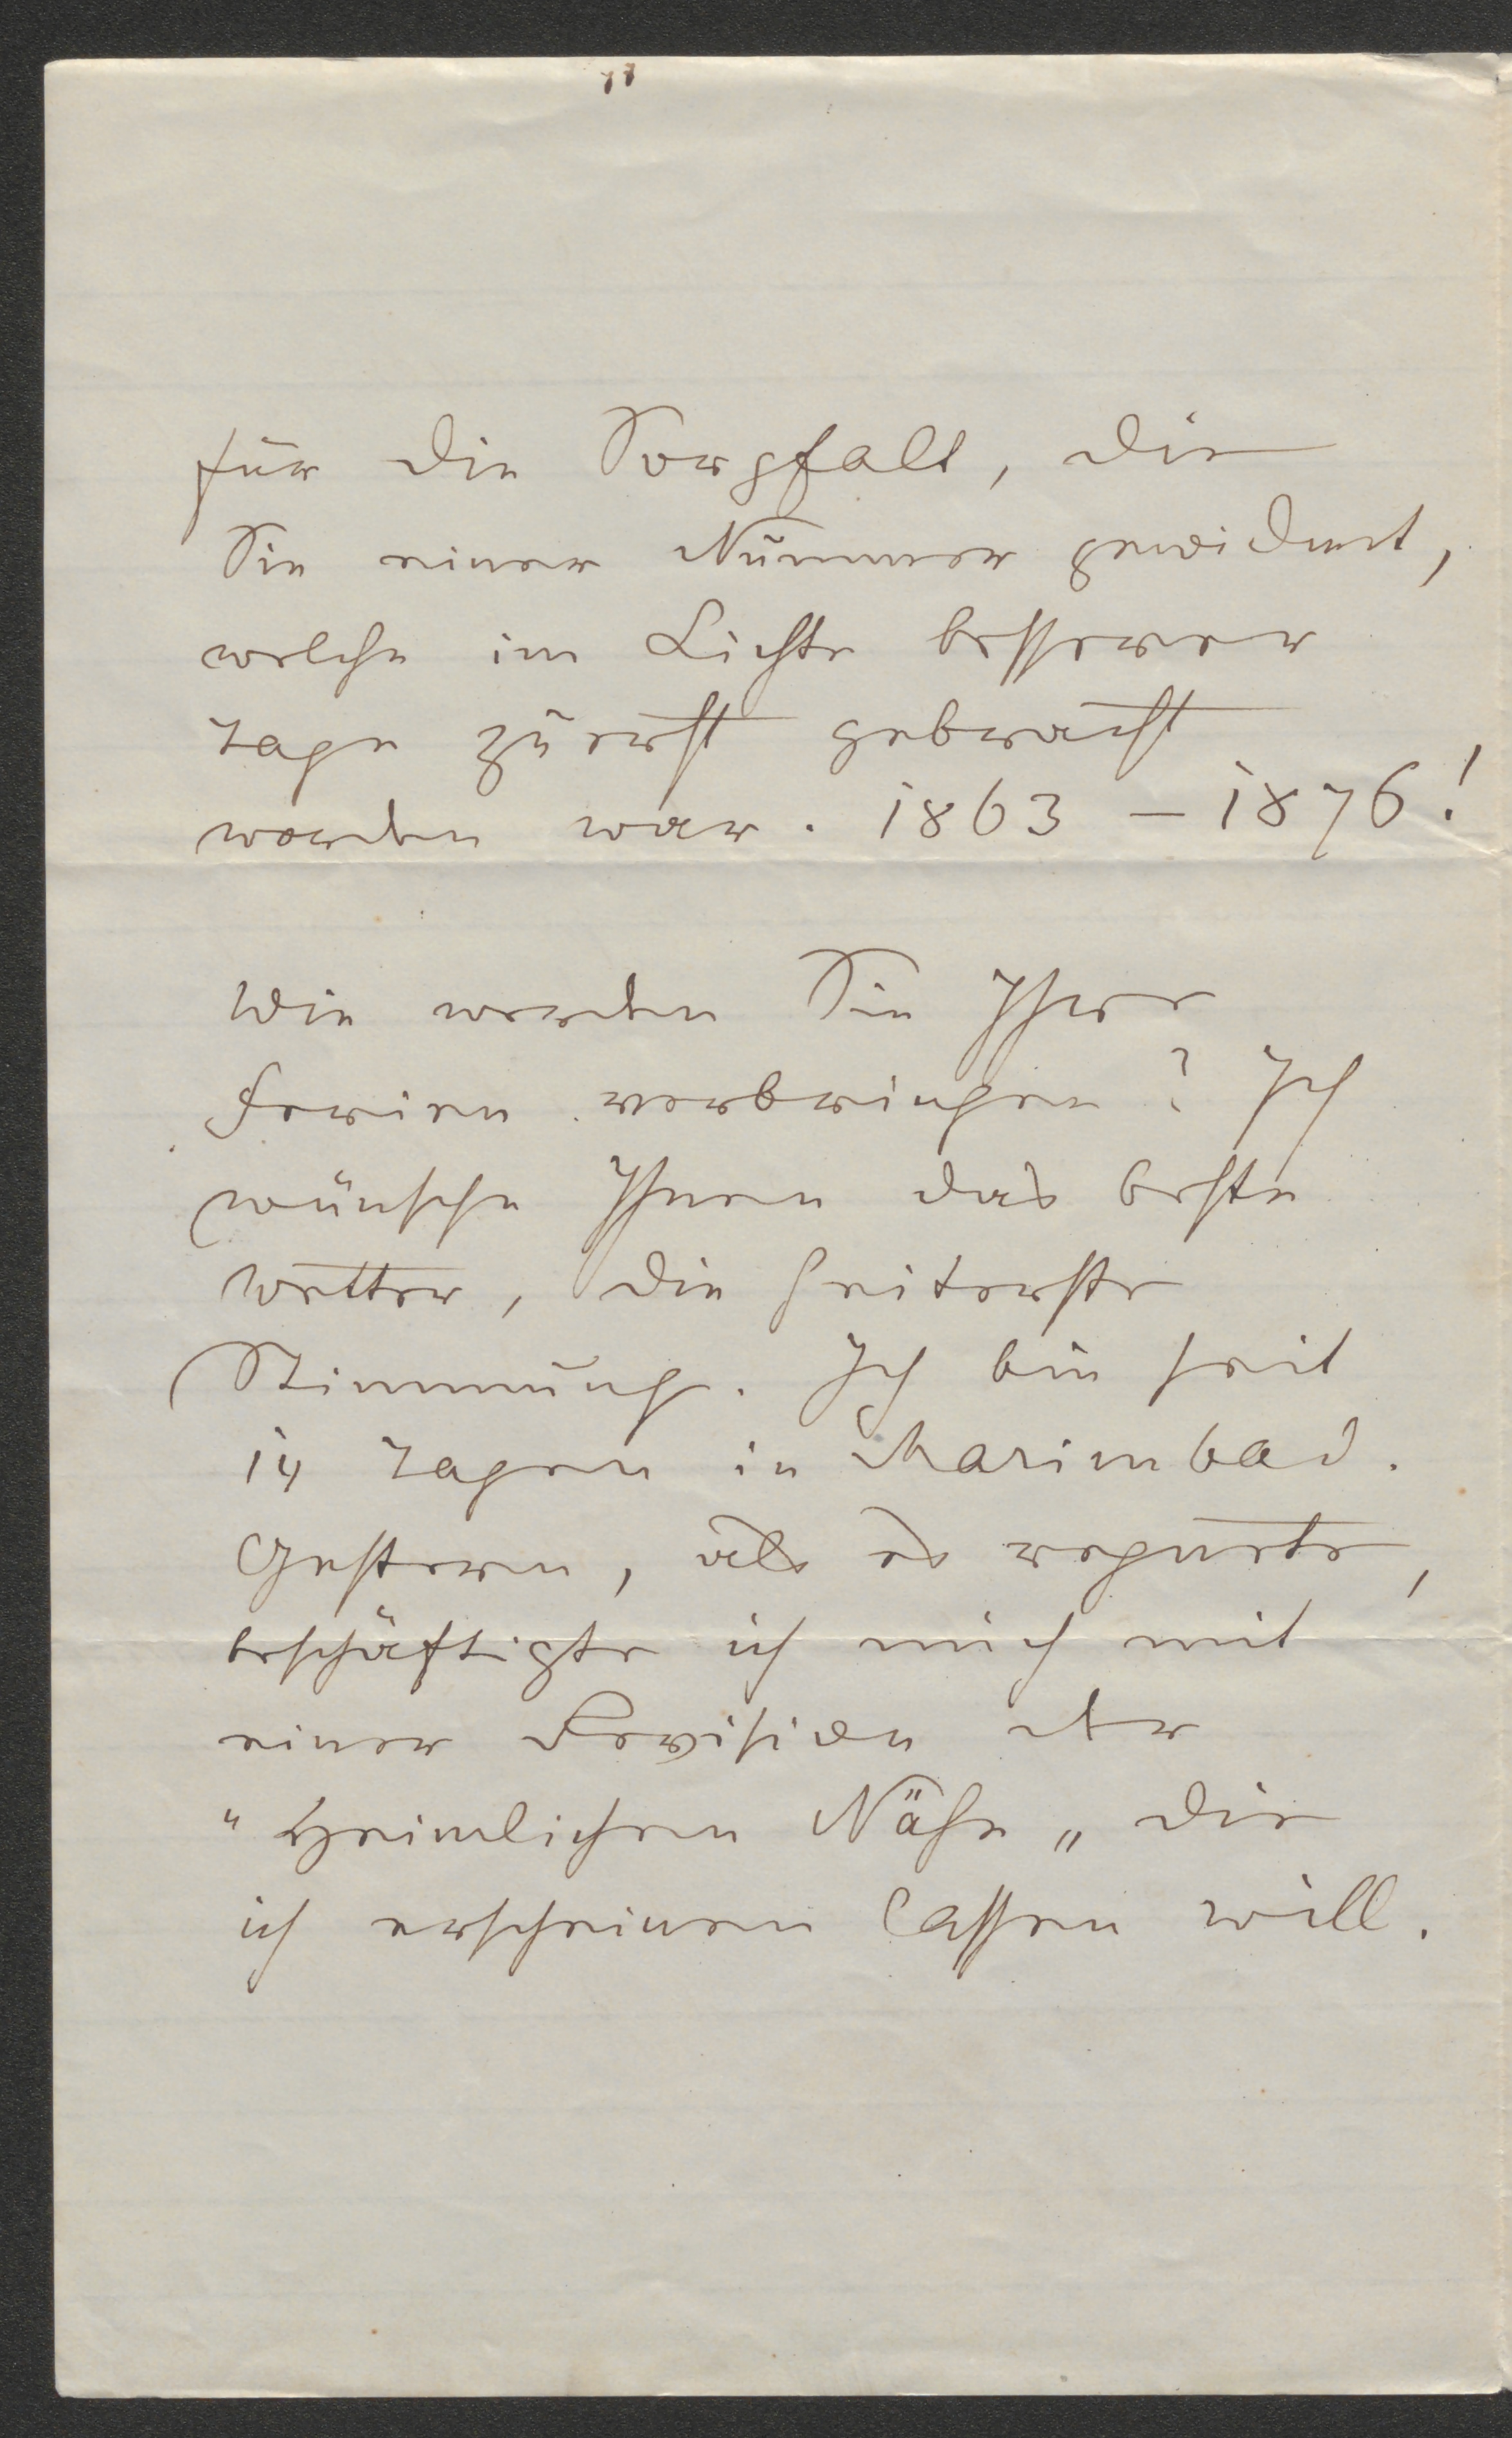 für die Sorgfalt, die
Sie einer Nummer gewidmet,
welche im Lichte besserer
Tage zuerst gebracht
worden war. 1863 – 1876!
Wie werden Sie Ihre
Ferien verbringen? Ich
wünsche Ihnen das beste
Wetter, die heiterste
Stimmung. Ich bin seit
14 Tagen in Marienbad.
Gestern, als es regnete,
beschäftigte ich mich mit
einer Revision der
"Heimlichen Nähe" die
ich erscheinen lassen will.